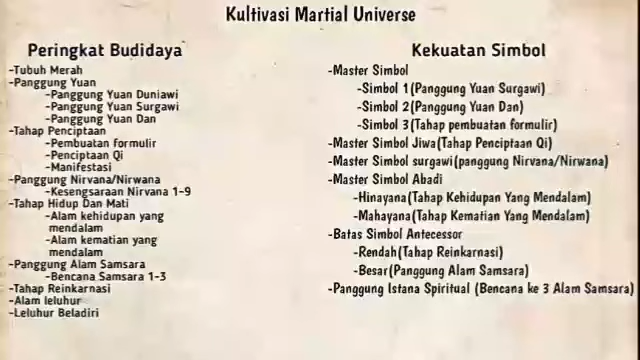 Kultivasi Martial Universe
Peringkat Budidaya
-Tubuh Merah
-Panggung Yuan
-Panggung Yuan Duniawi
-Panggung Yuan Surgawi
-Panggung Yuan Dan
-Tahap Penciptaan
-Pembuatan formulir
-Penciptaan Qi
-Manifestasi
-Panggung Nirvana/Nirwana
-Kesengsaraan Nirvana 1-9
-Tahap Hidup Dan Mati
-Alam kehidupan yang
mendalam
-Alam kematian yang
mendalam
-Panggung Alam Samsara
-Bencana Samsara 1-3
-Tahap Reinkarnasi
-Alam leluhur
-Leluhur Beladiri
Kekuatan Simbol
-Master Simbol
-Simbol 1(Panggung Yuan Surgawi)
-Simbol 2(Panggung Yuan Dan)
-Simbol 3(Tahap pembuatan formulir)
-Master Simbol Jiwa(Tahap Penciptaan Qi)
-Master Simbol surgawi(panggung Nirvana/Nirwana)
-Master Simbol Abadi
-Hinayana(Tahap Kehidupan Yang Mendalam)
-Mahayana(Tahap Kematian Yang Mendalam)
-Batas Simbol Antecessor
-Rendah(Tahap Reinkarnasi)
-Besar(Panggung Alam Samsara)
-Panggung Istana Spiritual (Bencana ke 3 Alam Samsara)